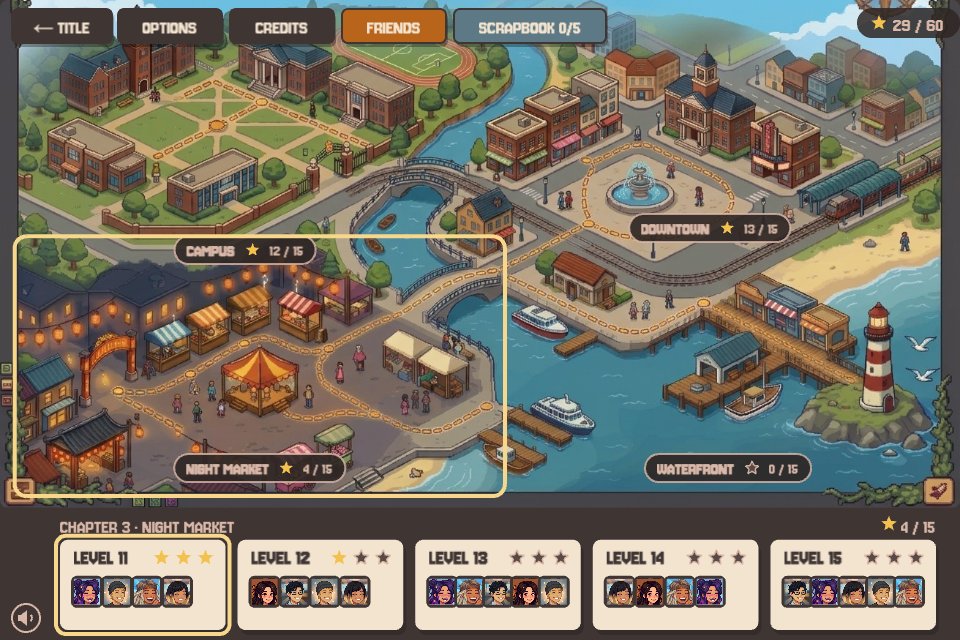 ← TITLE
OPTIONS
CREDITS
FRIENDS
SCRAPBOOK 0/5
29 / 60
CAMPUS 12 / 15
DOWNTOWN 13 / 15
NIGHT MARKET 4 / 15
WATERFRONT 0 / 15
CHAPTER 3 · NIGHT MARKET
4 / 15
LEVEL 11
LEVEL 12
LEVEL 13
LEVEL 14
LEVEL 15